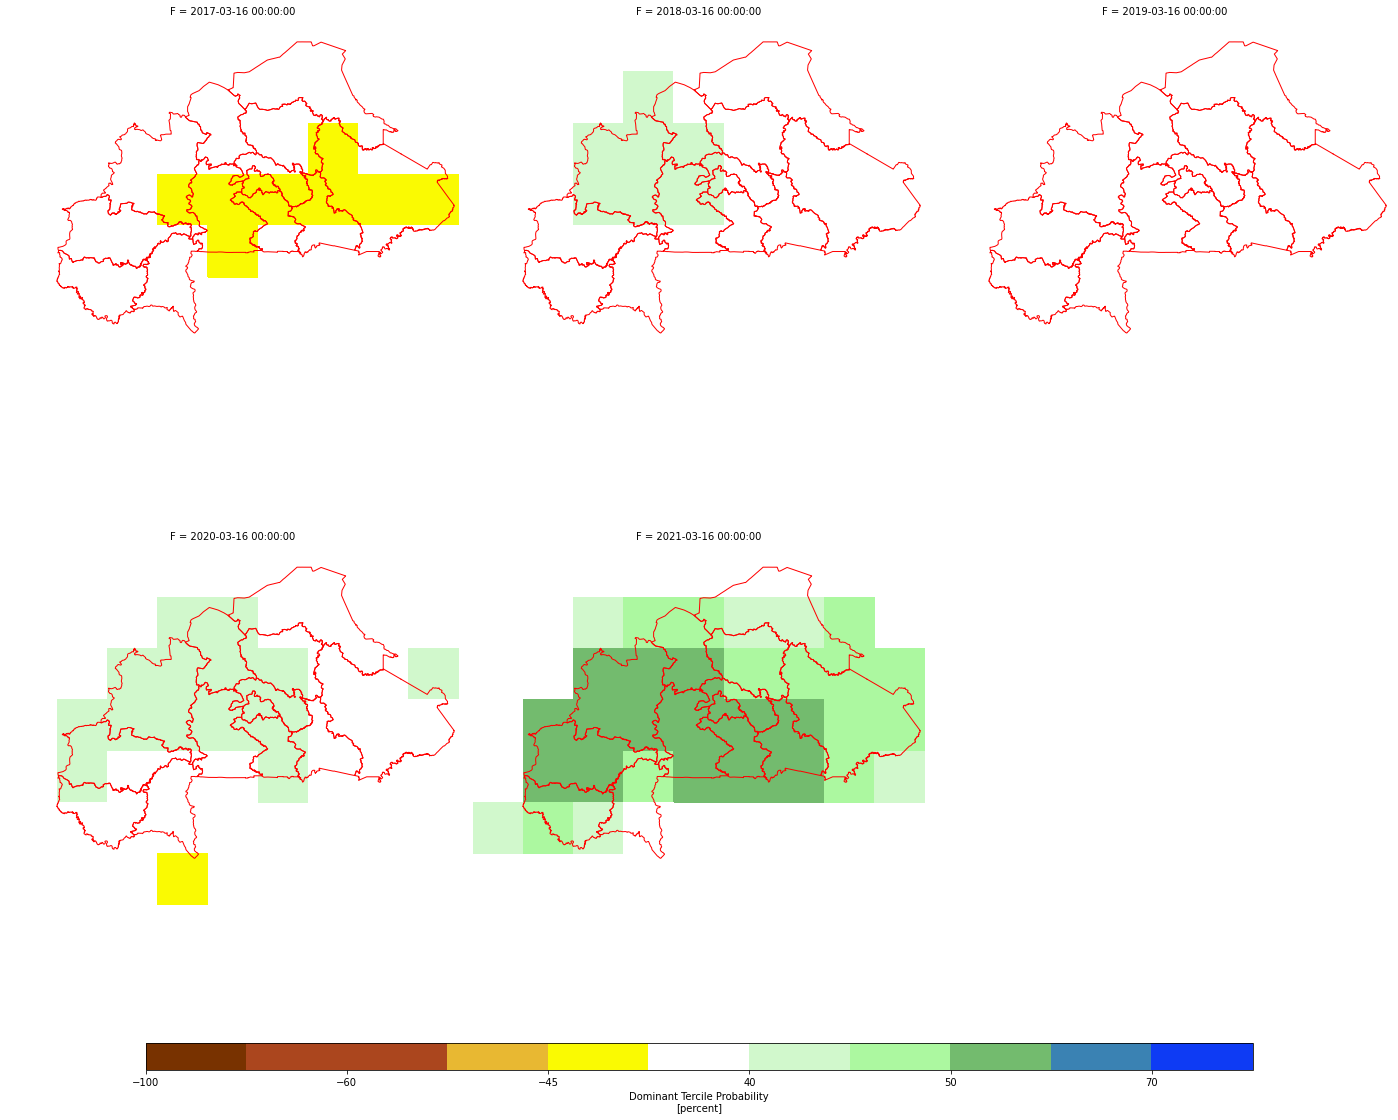 F = 2017-03-16 00:00:00
F = 2018-03-16 00:00:00
F = 2019-03-16 00:00:00
F = 2020-03-16 00:00:00
F = 2021-03-16 00:00:00
−100 −60 −45 40 50 70
Dominant Tercile Probability
[percent]